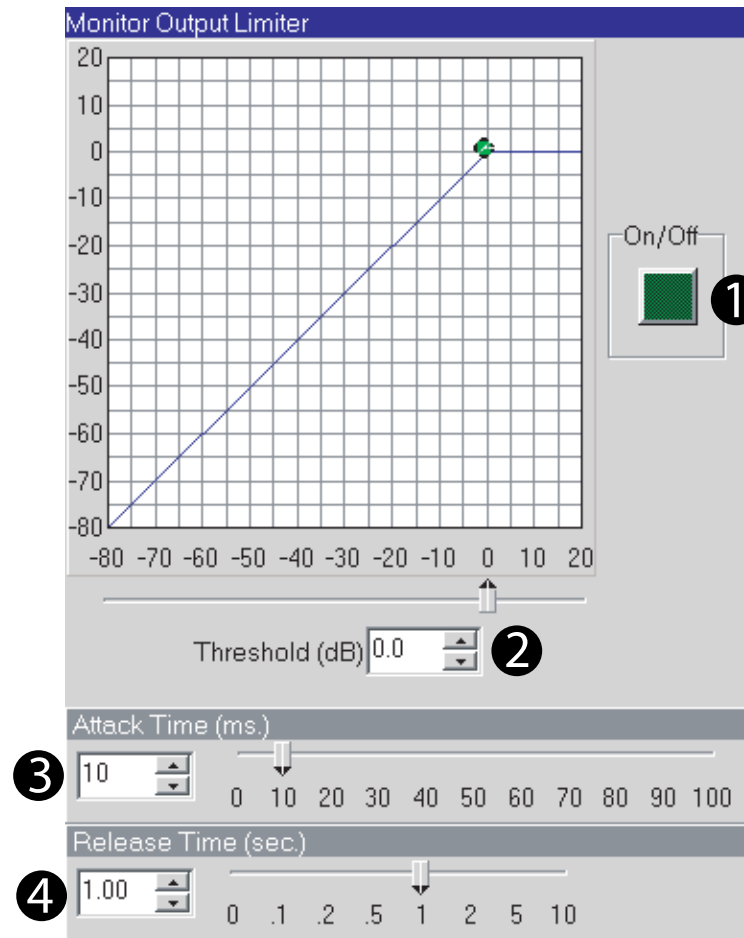 Monitor Output Limiter
20
10
0
-10
-20
-30
-40
-50
-60
-70
-80
-80 -70 -60 -50 -40 -30 -20 -10 0 10 20
On/Off
1
Threshold (dB) 0.0 2
Attack Time (ms.)
3 10
0 10 20 30 40 50 60 70 80 90 100
Release Time (sec.)
4 1.00
0 .1 .2 .5 1 2 5 10